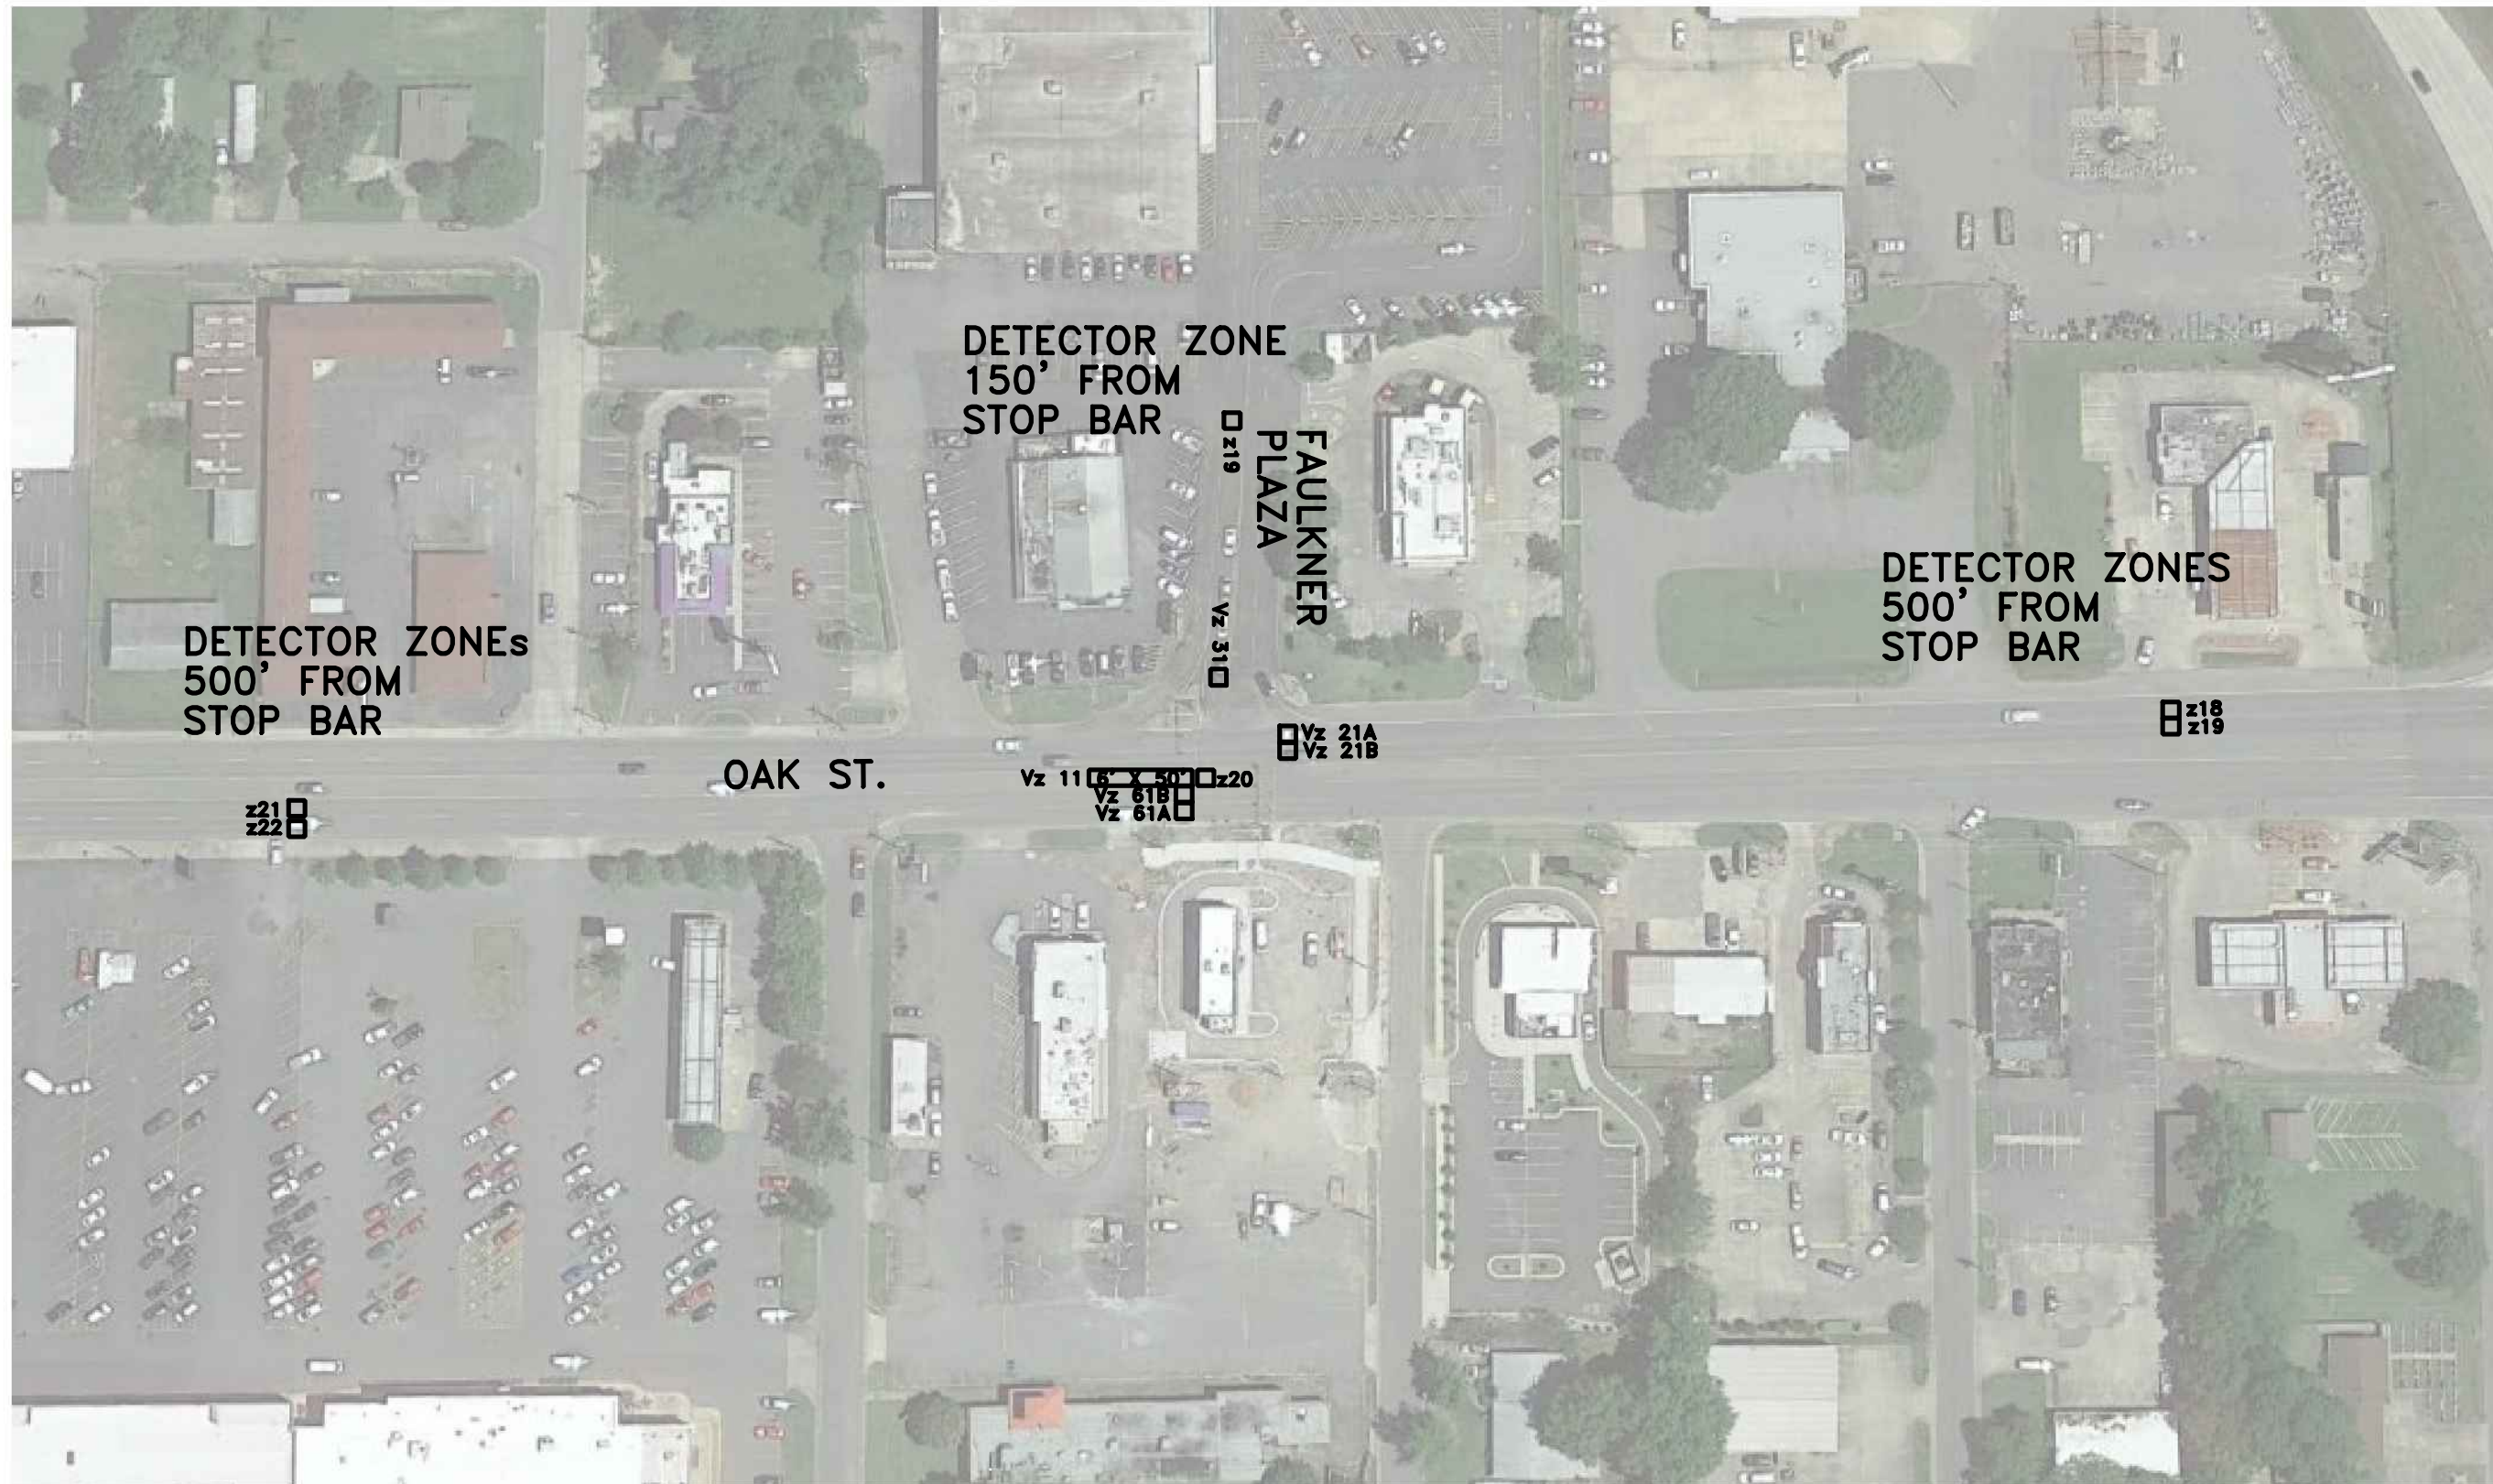 DETECTOR ZONE
150' FROM
STOP BAR
z19
FAULKNER
PLAZA
DETECTOR ZONES
500' FROM
STOP BAR
Vz 31
DETECTOR ZONEs
500' FROM
STOP BAR
z18
z19
Vz 21A
Vz 21B
OAK ST.
Vz 11
6' X 50'
z20
Vz 61B
Vz 61A
z21
z22